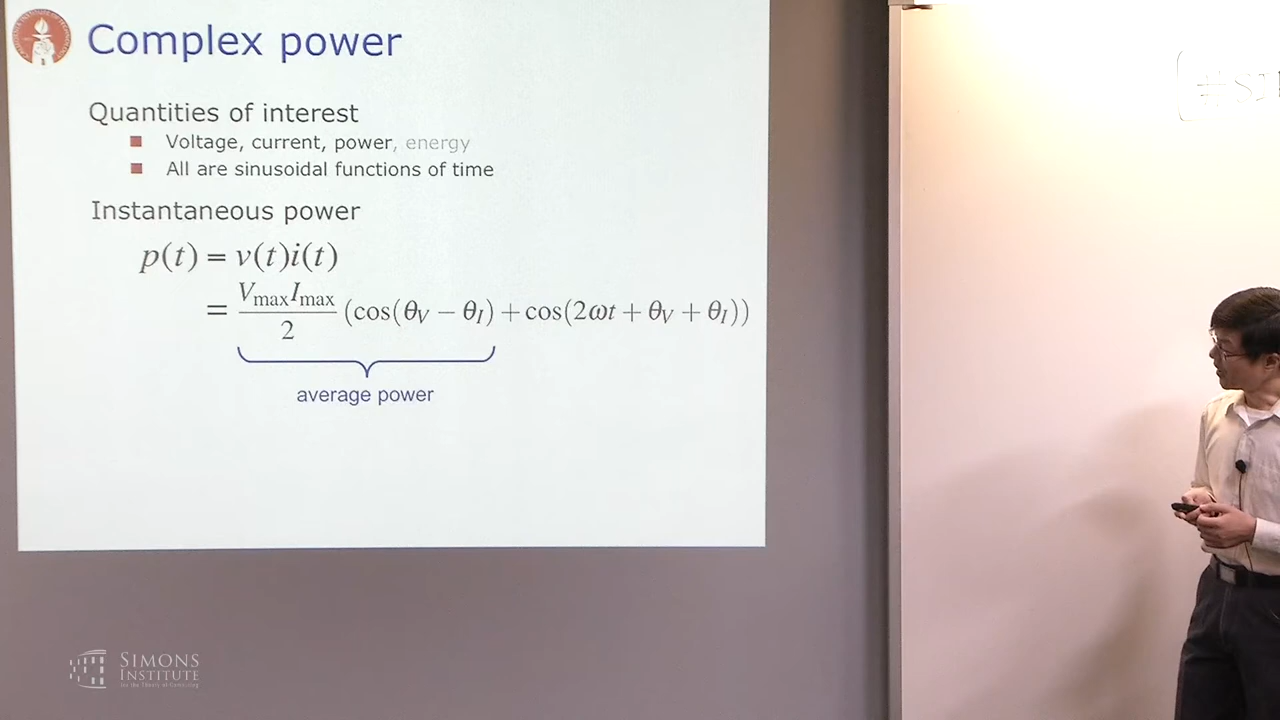 Complex power
Quantities of interest
Voltage, current, power, energy
All are sinusoidal functions of time
Instantaneous power
p(t) = v(t)i(t)
= V_max I_max / 2 (cos(θ_V − θ_I) + cos(2ωt + θ_V + θ_I))
average power
SIMONS
INSTITUTE
for the Theory of Computing